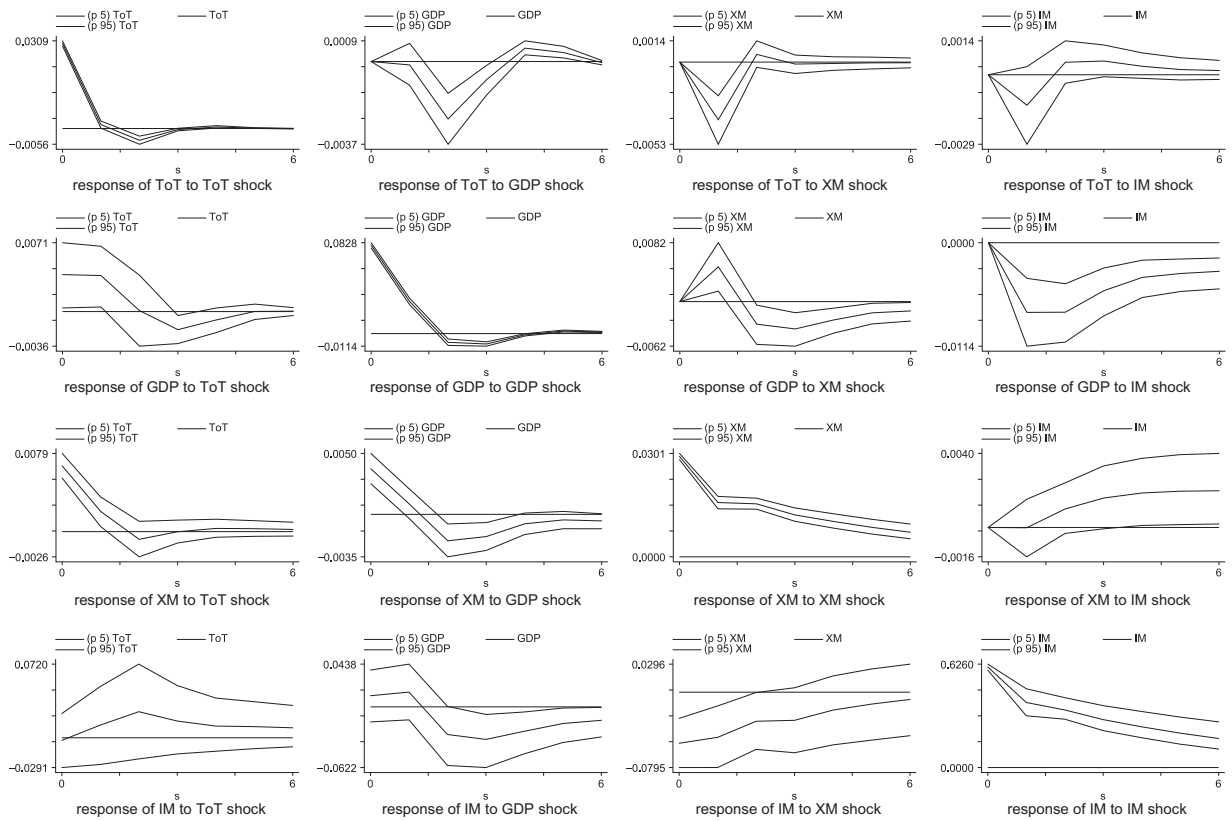 (p 5) ToT ToT
(p 95) ToT
0.0309
−0.0056
0 6
s
response of ToT to ToT shock
(p 5) GDP GDP
(p 95) GDP
0.0009
−0.0037
0 6
s
response of ToT to GDP shock
(p 5) XM XM
(p 95) XM
0.0014
−0.0053
0 6
s
response of ToT to XM shock
(p 5) IM IM
(p 95) IM
0.0014
−0.0029
0 6
s
response of ToT to IM shock
(p 5) ToT ToT
(p 95) ToT
0.0071
−0.0036
0 6
s
response of GDP to ToT shock
(p 5) GDP GDP
(p 95) GDP
0.0828
−0.0114
0 6
s
response of GDP to GDP shock
(p 5) XM XM
(p 95) XM
0.0082
−0.0062
0 6
s
response of GDP to XM shock
(p 5) IM IM
(p 95) IM
0.0000
−0.0114
0 6
s
response of GDP to IM shock
(p 5) ToT ToT
(p 95) ToT
0.0079
−0.0026
0 6
s
response of XM to ToT shock
(p 5) GDP GDP
(p 95) GDP
0.0050
−0.0035
0 6
s
response of XM to GDP shock
(p 5) XM XM
(p 95) XM
0.0301
0.0000
0 6
s
response of XM to XM shock
(p 5) IM IM
(p 95) IM
0.0040
−0.0016
0 6
s
response of XM to IM shock
(p 5) ToT ToT
(p 95) ToT
0.0720
−0.0291
0 6
s
response of IM to ToT shock
(p 5) GDP GDP
(p 95) GDP
0.0438
−0.0622
0 6
s
response of IM to GDP shock
(p 5) XM XM
(p 95) XM
0.0296
−0.0795
0 6
s
response of IM to XM shock
(p 5) IM IM
(p 95) IM
0.6260
0.0000
0 6
s
response of IM to IM shock